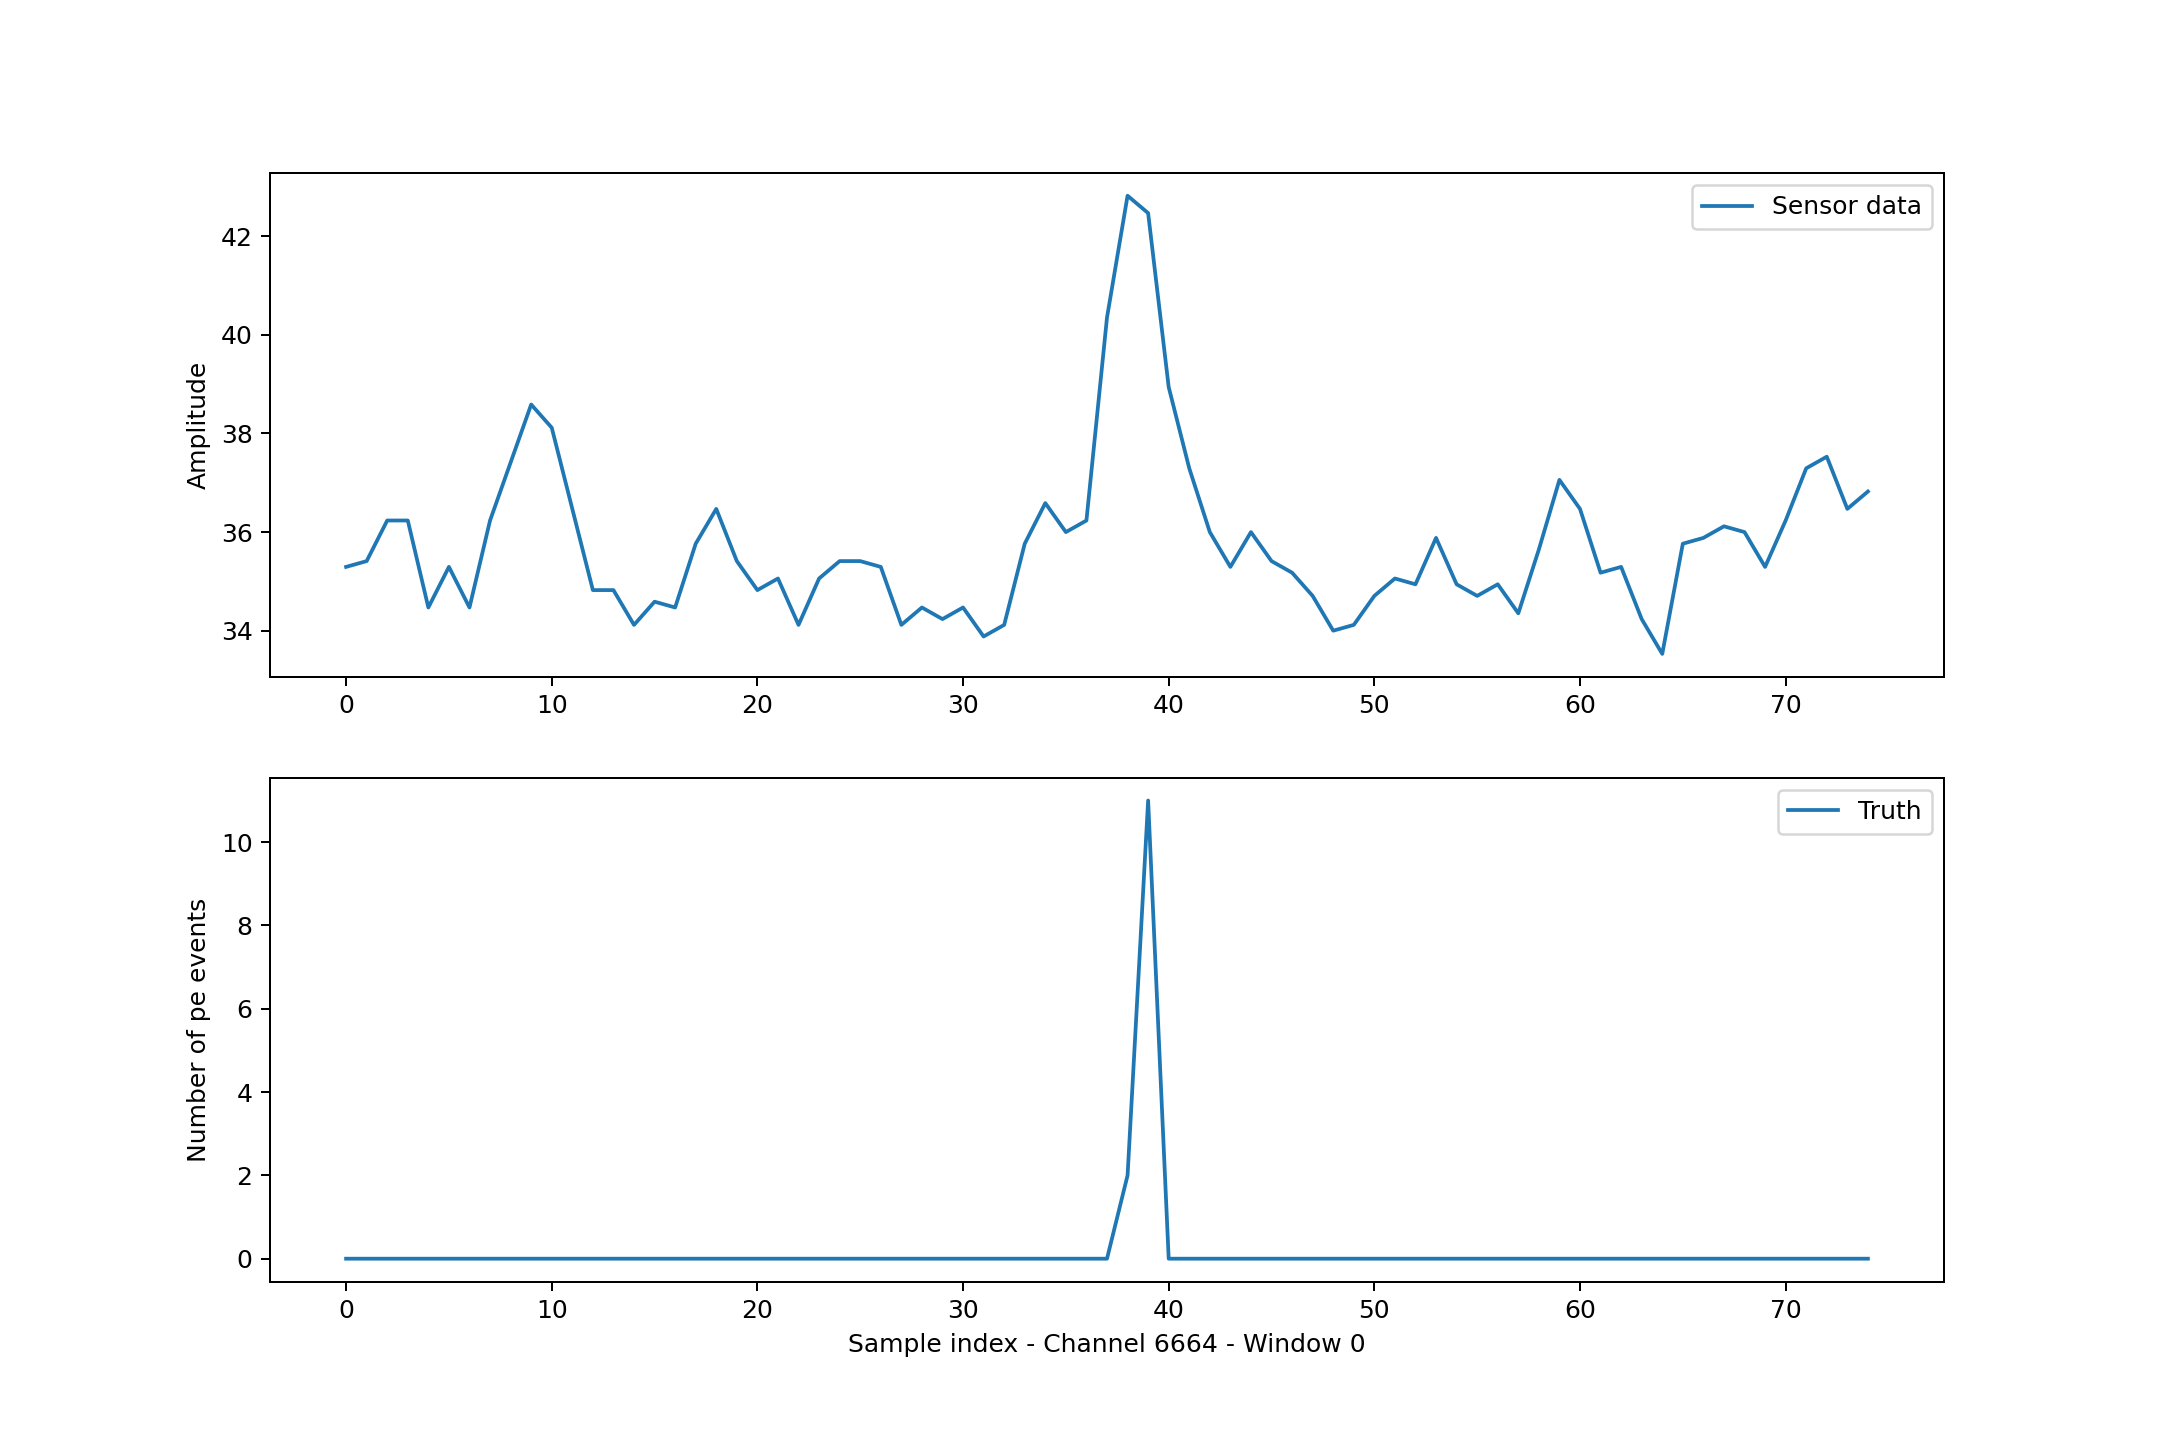 Sensor data
42
40
38
36
34
Amplitude
0 10 20 30 40 50 60 70
Truth
10
8
6
4
2
0
Number of pe events
0 10 20 30 40 50 60 70
Sample index - Channel 6664 - Window 0